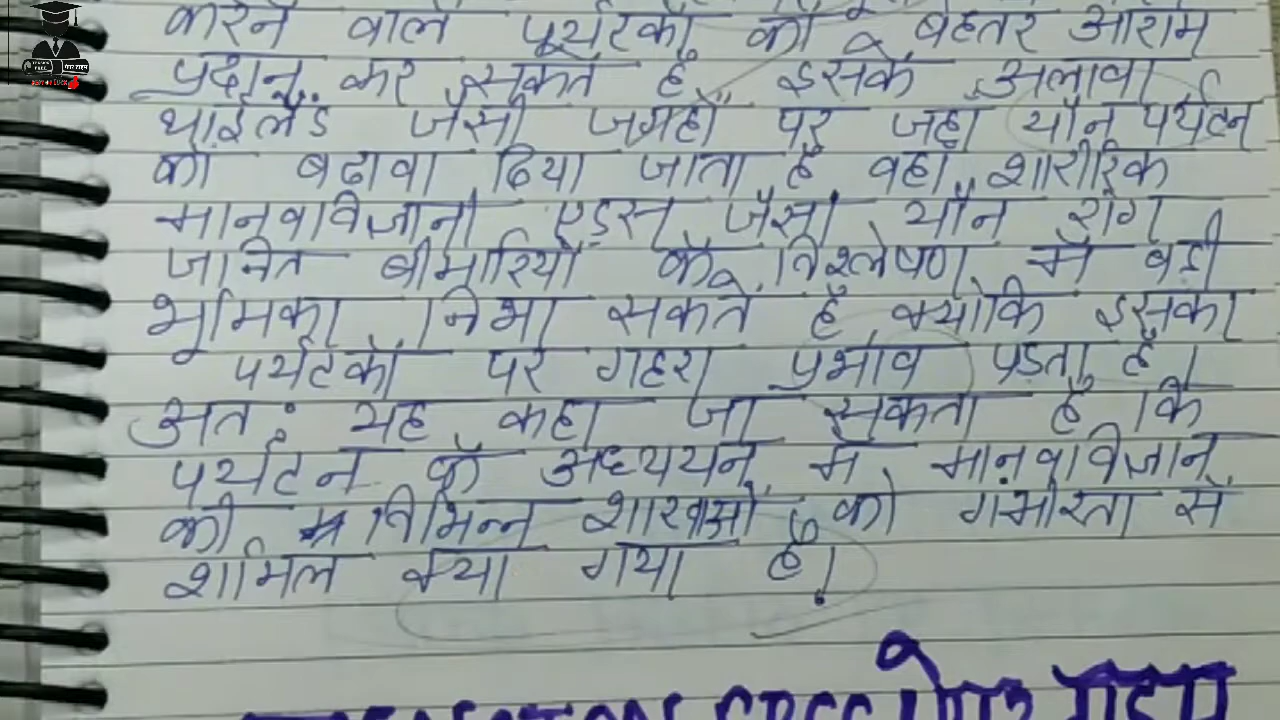 करने वाले पर्यटकों को बेहतर आराम
प्रदान कर सकते हैं इसके अलावा
थाईलैंड जैसी जगहों पर जहां यौन पर्यटन
को बढावा दिया जाता है वहां शारीरिक
मानवाविज्ञानी एड्स जैसी यौन रोग
जनित बीमारियों के विश्लेषण में बड़ी
भूमिका निभा सकते हैं क्योकि इसका
पर्यटकों पर गहरा प्रभाव पड़ता है।
अतः यह कहा जा सकता है कि
पर्यटन के अध्ययन में मानवाविज्ञान
की विभिन्न शाखाओं को गंभीरता से
शामिल क्या गया है।